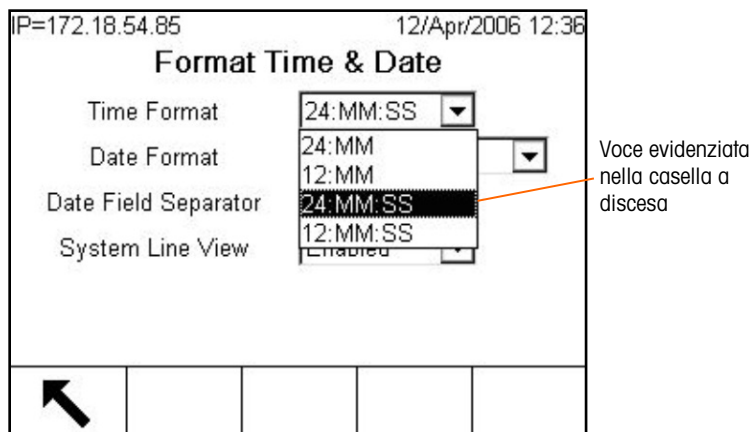 IP=172.18.54.85 12/Apr/2006 12:36
Format Time & Date
Time Format 24:MM:SS
24:MM
Date Format
12:MM
Date Field Separator 24:MM:SS
12:MM:SS
System Line View Enabled
Voce evidenziata
nella casella a
discesa